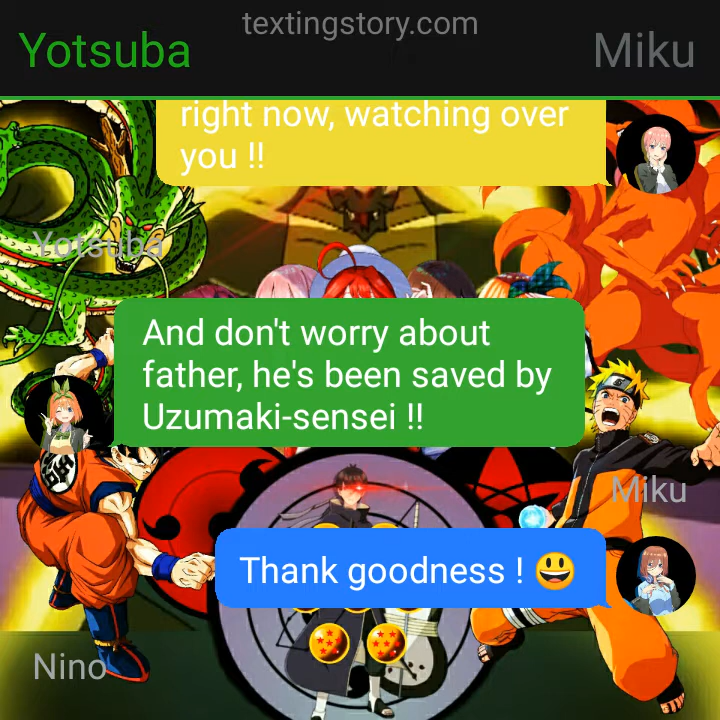 textingstory.com
Yotsuba
Miku
right now, watching over
you !!
Yotsuba
And don't worry about
father, he's been saved by
Uzumaki-sensei !!
Miku
Thank goodness ! 😃
Nino